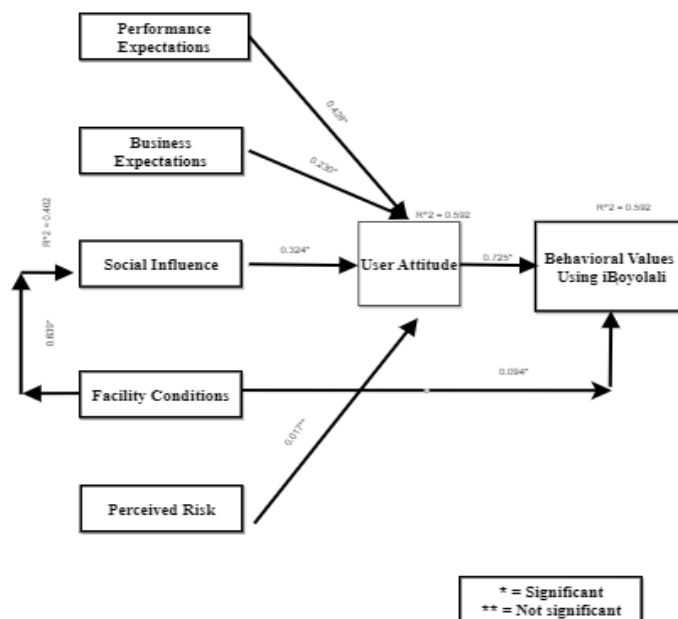 Performance
Expectations
0.428*
Business
Expectations
0.230*
R^2 = 0.592
R^2 = 0.592
R^2 = 0.402
Social Influence
0.324*
User Attitude
0.725*
Behavioral Values
Using iBoyolali
0.639*
Facility Conditions
0.094*
0.017**
Perceived Risk
* = Significant
** = Not significant